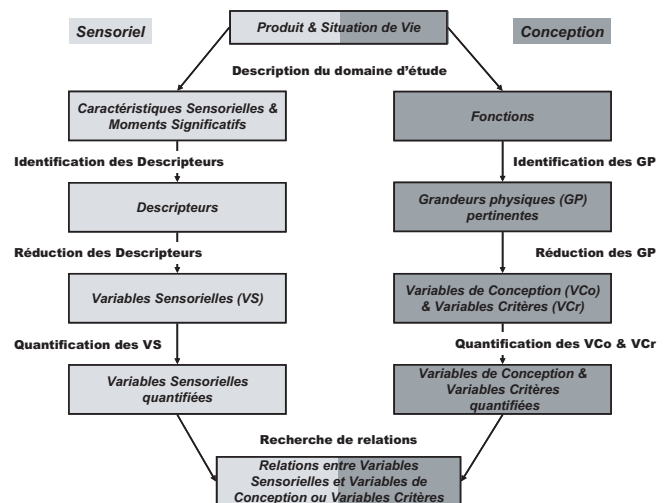 Sensoriel
Produit & Situation de Vie
Conception
Description du domaine d'étude
Caractéristiques Sensorielles &
Moments Significatifs
Fonctions
Identification des Descripteurs
Identification des GP
Descripteurs
Grandeurs physiques (GP)
pertinentes
Réduction des Descripteurs
Réduction des GP
Variables Sensorielles (VS)
Variables de Conception (VCo)
& Variables Critères (VCr)
Quantification des VS
Quantification des VCo & VCr
Variables Sensorielles
quantifiées
Variables de Conception &
Variables Critères
quantifiées
Recherche de relations
Relations entre Variables
Sensorielles et Variables de
Conception ou Variables Critères